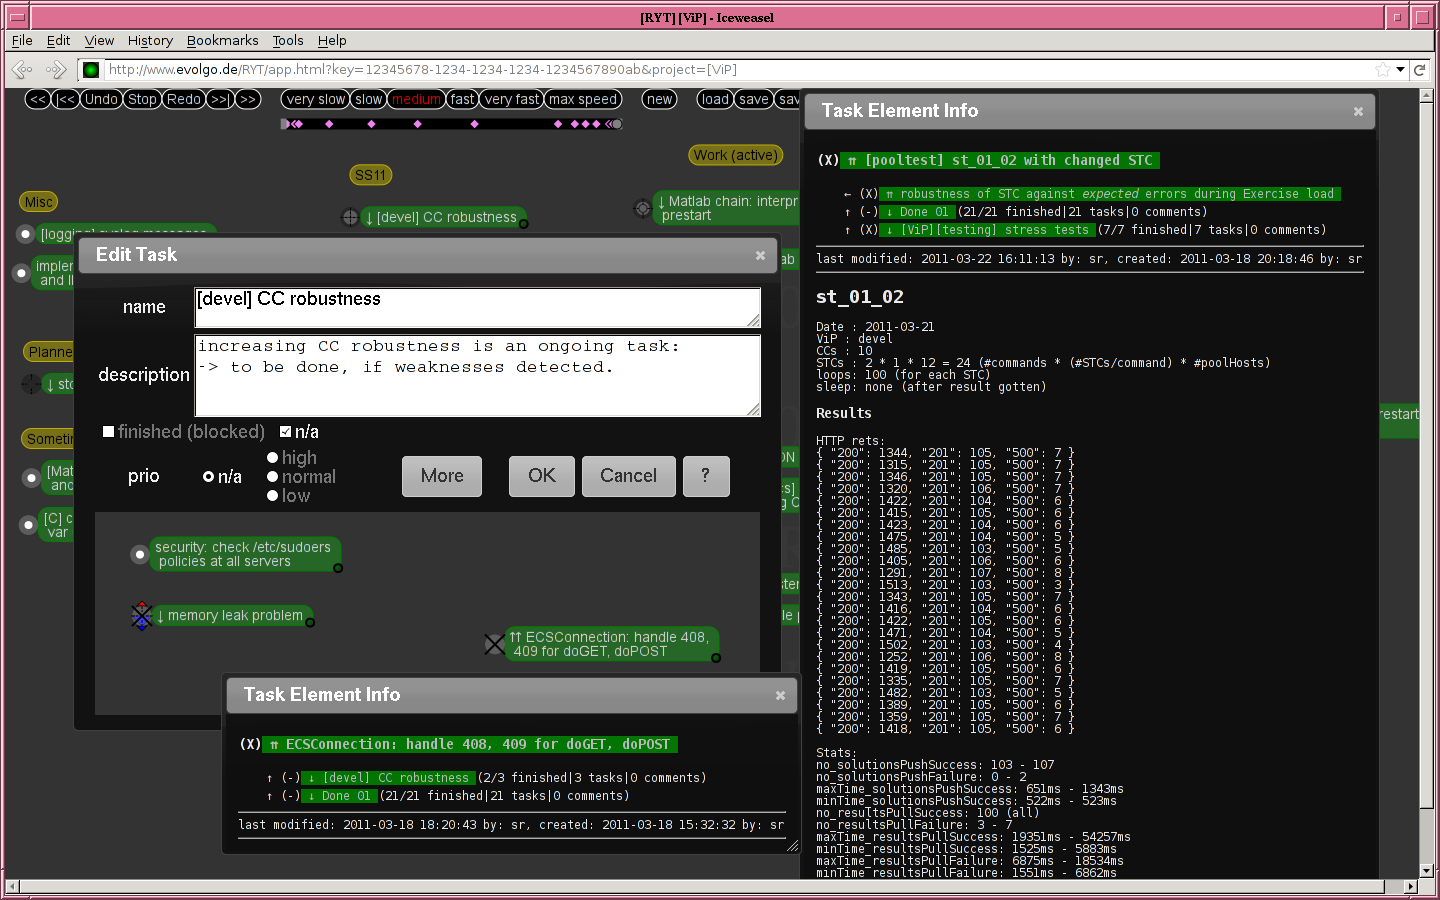 [RYT] [ViP] - Iceweasel
File Edit View History Bookmarks Tools Help
http://www.evolgo.de/RYT/app.html?key=12345678-1234-1234-1234-1234567890ab&project=[ViP]
<< |<< Undo Stop Redo >>| >> very slow slow medium fast very fast max speed new load save sav
Work (active)
SS11
Misc
↓ [devel] CC robustness
↓ Matlab chain: interpr
prestart
[logging] syslog messages
implem
and II
Planne
↓ sto
Sometin
[Mat
and
[C] c
var
Edit Task
name
[devel] CC robustness
description
increasing CC robustness is an ongoing task:
-> to be done, if weaknesses detected.
finished (blocked) n/a
prio n/a
high
normal
low
More OK Cancel ?
security: check /etc/sudoers
policies at all servers
↓ memory leak problem
↑↑ ECSConnection: handle 408,
409 for doGET, doPOST
ab
ON
cs]
g C
ster
le p
restart
Task Element Info
(X) ⇈ ECSConnection: handle 408, 409 for doGET, doPOST
↑ (-) ↓ [devel] CC robustness (2/3 finished|3 tasks|0 comments)
↑ (-) ↓ Done 01 (21/21 finished|21 tasks|0 comments)
last modified: 2011-03-18 18:20:43 by: sr, created: 2011-03-18 15:32:32 by: sr
Task Element Info
(X) ⇈ [pooltest] st_01_02 with changed STC
← (X) ⇈ robustness of STC against expected errors during Exercise load
↑ (-) ↓ Done 01 (21/21 finished|21 tasks|0 comments)
↑ (X) ↓ [ViP][testing] stress tests (7/7 finished|7 tasks|0 comments)
last modified: 2011-03-22 16:11:13 by: sr, created: 2011-03-18 20:18:46 by: sr
st_01_02
Date : 2011-03-21
ViP : devel
CCs : 10
STCs : 2 * 1 * 12 = 24 (#commands * (#STCs/command) * #poolHosts)
loops: 100 (for each STC)
sleep: none (after result gotten)
Results
HTTP rets:
{ "200": 1344, "201": 105, "500": 7 }
{ "200": 1315, "201": 105, "500": 7 }
{ "200": 1346, "201": 105, "500": 7 }
{ "200": 1320, "201": 106, "500": 7 }
{ "200": 1422, "201": 104, "500": 6 }
{ "200": 1415, "201": 105, "500": 6 }
{ "200": 1423, "201": 104, "500": 6 }
{ "200": 1475, "201": 104, "500": 5 }
{ "200": 1485, "201": 103, "500": 5 }
{ "200": 1405, "201": 106, "500": 6 }
{ "200": 1291, "201": 107, "500": 8 }
{ "200": 1513, "201": 103, "500": 3 }
{ "200": 1343, "201": 105, "500": 7 }
{ "200": 1416, "201": 104, "500": 6 }
{ "200": 1422, "201": 105, "500": 6 }
{ "200": 1471, "201": 104, "500": 5 }
{ "200": 1502, "201": 103, "500": 4 }
{ "200": 1252, "201": 106, "500": 8 }
{ "200": 1419, "201": 105, "500": 6 }
{ "200": 1335, "201": 105, "500": 7 }
{ "200": 1482, "201": 103, "500": 5 }
{ "200": 1389, "201": 105, "500": 6 }
{ "200": 1359, "201": 105, "500": 7 }
{ "200": 1418, "201": 105, "500": 6 }
Stats:
no_solutionsPushSuccess: 103 - 107
no_solutionsPushFailure: 0 - 2
maxTime_solutionsPushSuccess: 651ms - 1343ms
minTime_solutionsPushSuccess: 522ms - 523ms
no_resultsPullSuccess: 100 (all)
no_resultsPullFailure: 3 - 7
maxTime_resultsPullSuccess: 19351ms - 54257ms
minTime_resultsPullSuccess: 1525ms - 5883ms
maxTime_resultsPullFailure: 6875ms - 18534ms
minTime_resultsPullFailure: 1551ms - 6862ms